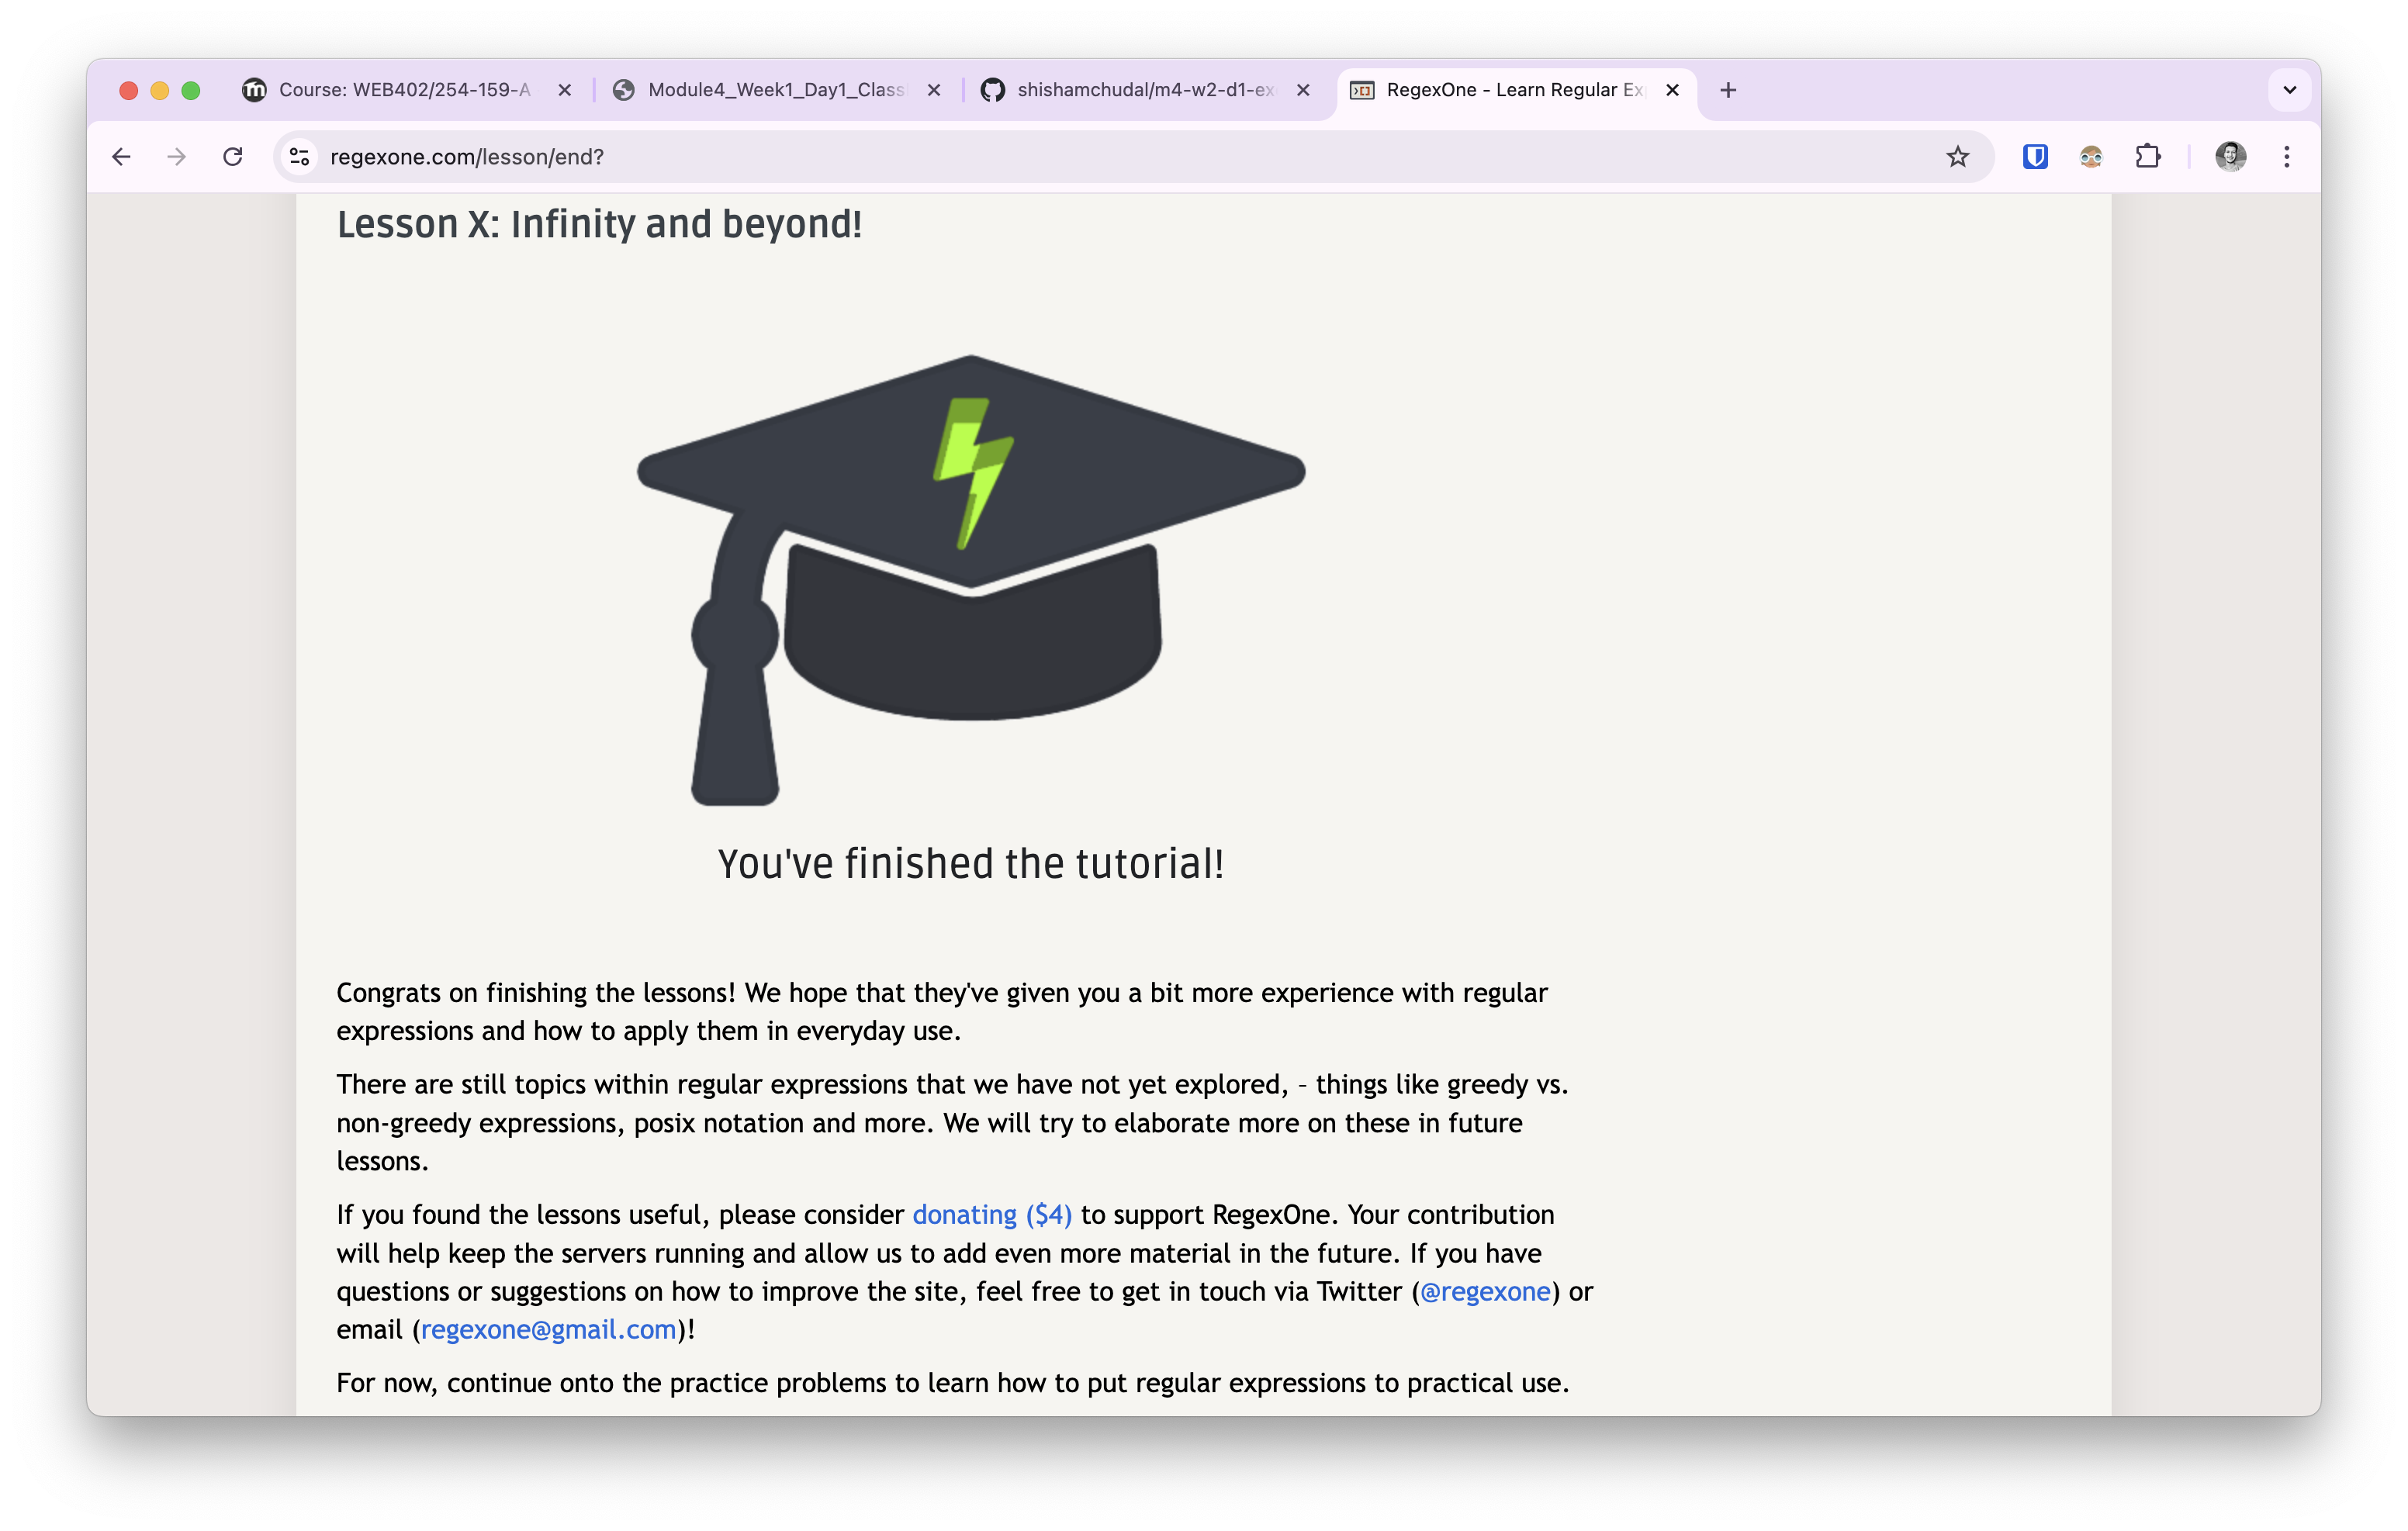 Course: WEB402/254-159-A
Module4_Week1_Day1_Class
shishamchudal/m4-w2-d1-ex
RegexOne - Learn Regular Ex
regexone.com/lesson/end?
Lesson X: Infinity and beyond!
You've finished the tutorial!
Congrats on finishing the lessons! We hope that they've given you a bit more experience with regular
expressions and how to apply them in everyday use.
There are still topics within regular expressions that we have not yet explored, - things like greedy vs.
non-greedy expressions, posix notation and more. We will try to elaborate more on these in future
lessons.
If you found the lessons useful, please consider donating ($4) to support RegexOne. Your contribution
will help keep the servers running and allow us to add even more material in the future. If you have
questions or suggestions on how to improve the site, feel free to get in touch via Twitter (@regexone) or
email (regexone@gmail.com)!
For now, continue onto the practice problems to learn how to put regular expressions to practical use.